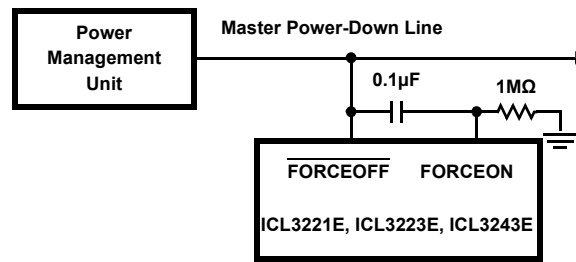 Power
Management
Unit
Master Power-Down Line
0.1μF
1MΩ
FORCEOFF
FORCEON
ICL3221E, ICL3223E, ICL3243E